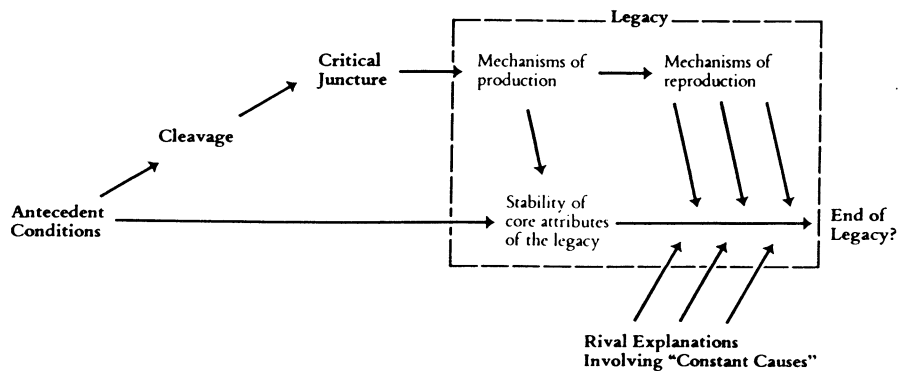 Legacy
Critical
Juncture
Mechanisms of
production
Mechanisms of
reproduction
Cleavage
Antecedent
Conditions
Stability of
core attributes
of the legacy
End of
Legacy?
Rival Explanations
Involving “Constant Causes”